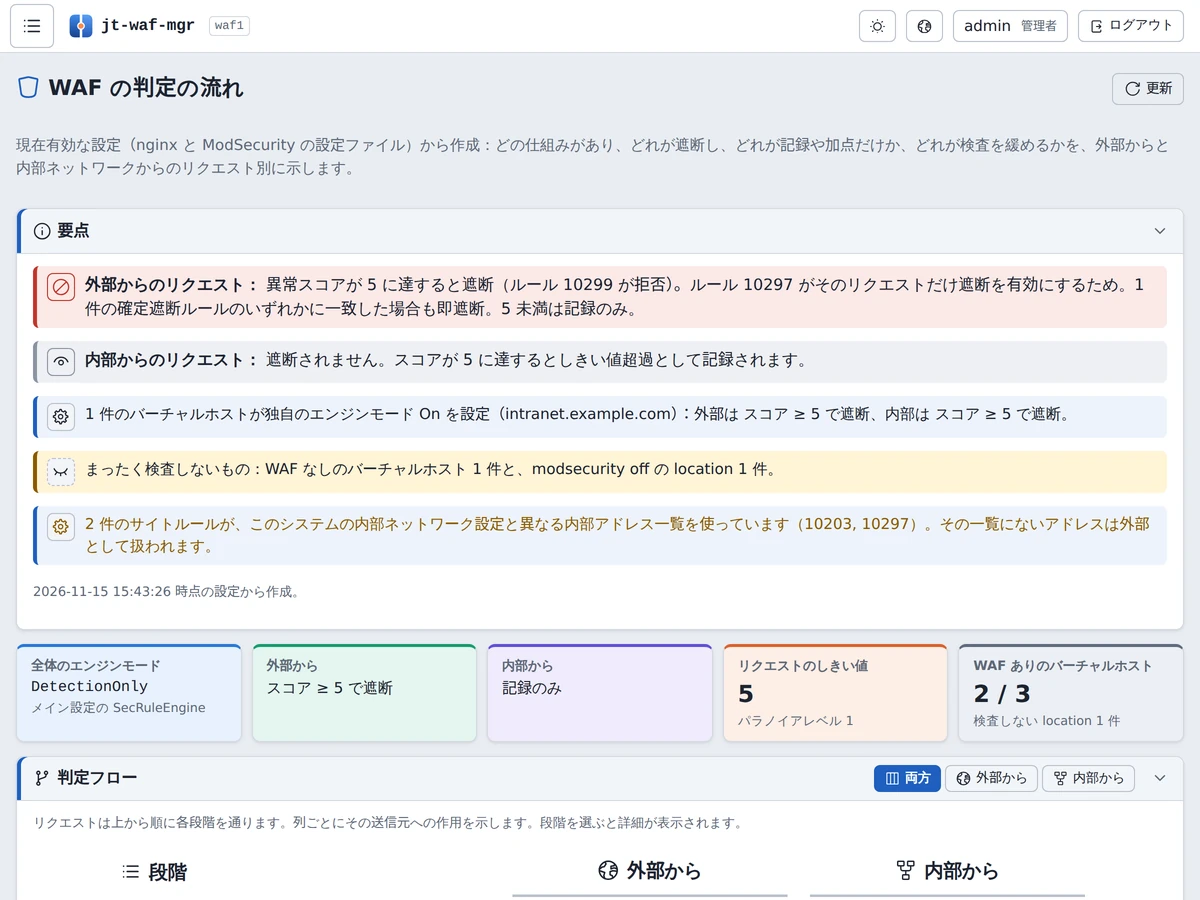 jt-waf-mgr
waf1
admin 管理者
ログアウト
WAF の判定の流れ
更新
現在有効な設定（nginx と ModSecurity の設定ファイル）から作成：どの仕組みがあり、どれが遮断し、どれが記録や加点だけか、どれが検査を緩めるかを、外部からと
内部ネットワークからのリクエスト別に示します。
要点
外部からのリクエスト： 異常スコアが 5 に達すると遮断（ルール 10299 が拒否）。ルール 10297 がそのリクエストだけ遮断を有効にするため。1
件の確定遮断ルールのいずれかに一致した場合も即遮断。5 未満は記録のみ。
内部からのリクエスト： 遮断されません。スコアが 5 に達するとしきい値超過として記録されます。
1 件のバーチャルホストが独自のエンジンモード On を設定（intranet.example.com）：外部は スコア ≥ 5 で遮断、内部は スコア ≥ 5 で遮断。
まったく検査しないもの：WAF なしのバーチャルホスト 1 件と、modsecurity off の location 1 件。
2 件のサイトルールが、このシステムの内部ネットワーク設定と異なる内部アドレス一覧を使っています（10203, 10297）。その一覧にないアドレスは外部
として扱われます。
2026-11-15 15:43:26 時点の設定から作成。
全体のエンジンモード
DetectionOnly
メイン設定の SecRuleEngine
外部から
スコア ≥ 5 で遮断
内部から
記録のみ
リクエストのしきい値
5
パラノイアレベル 1
WAF ありのバーチャルホスト
2 / 3
検査しない location 1 件
判定フロー
両方
外部から
内部から
リクエストは上から順に各段階を通ります。列ごとにその送信元への作用を示します。段階を選ぶと詳細が表示されます。
段階
外部から
内部から